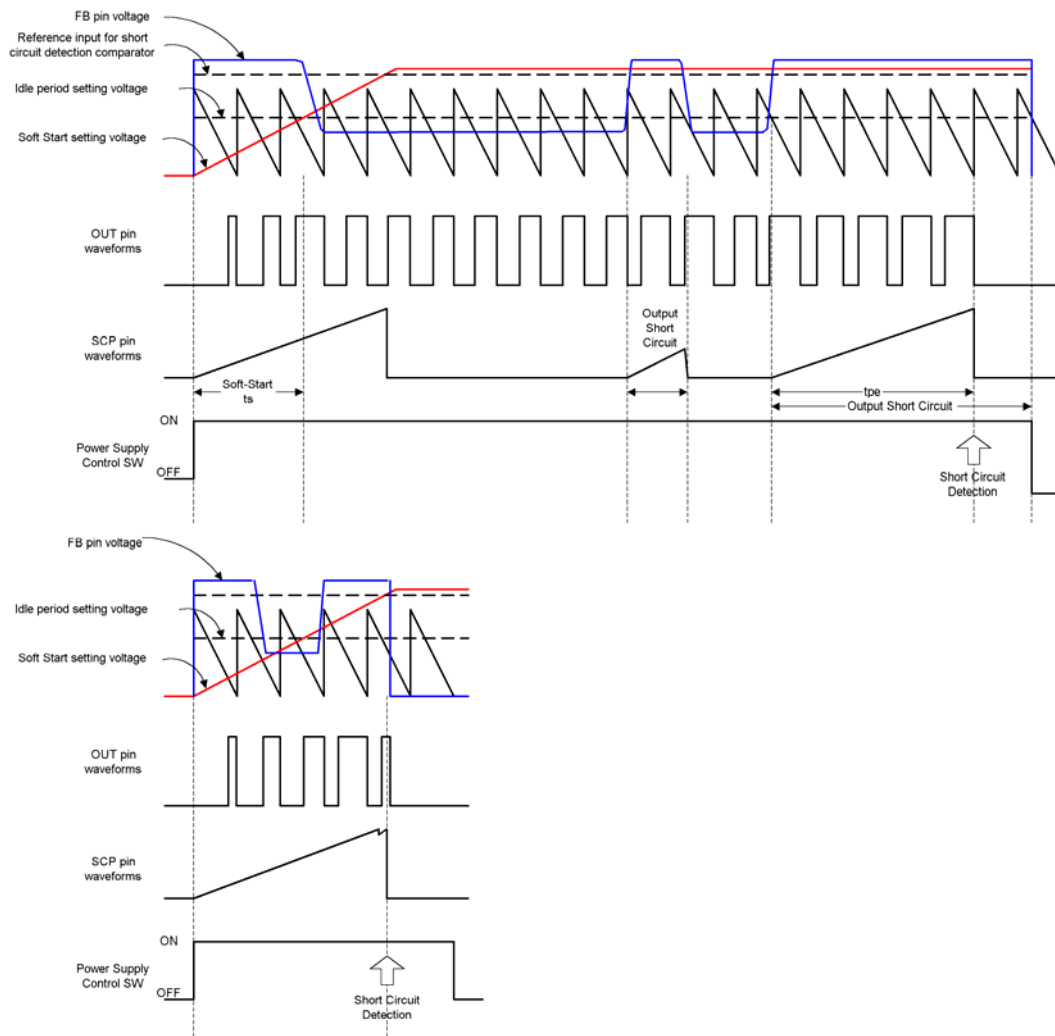 FB pin voltage
Reference input for short
circuit detection comparator
Idle period setting voltage
Soft Start setting voltage
OUT pin
waveforms
SCP pin
waveforms
Output
Short
Circuit
Soft-Start
ts
tpe
Output Short Circuit
ON
Power Supply
Control SW
OFF
Short Circuit
Detection
FB pin voltage
Idle period setting voltage
Soft Start setting voltage
OUT pin
waveforms
SCP pin
waveforms
ON
Power Supply
Control SW
OFF
Short Circuit
Detection